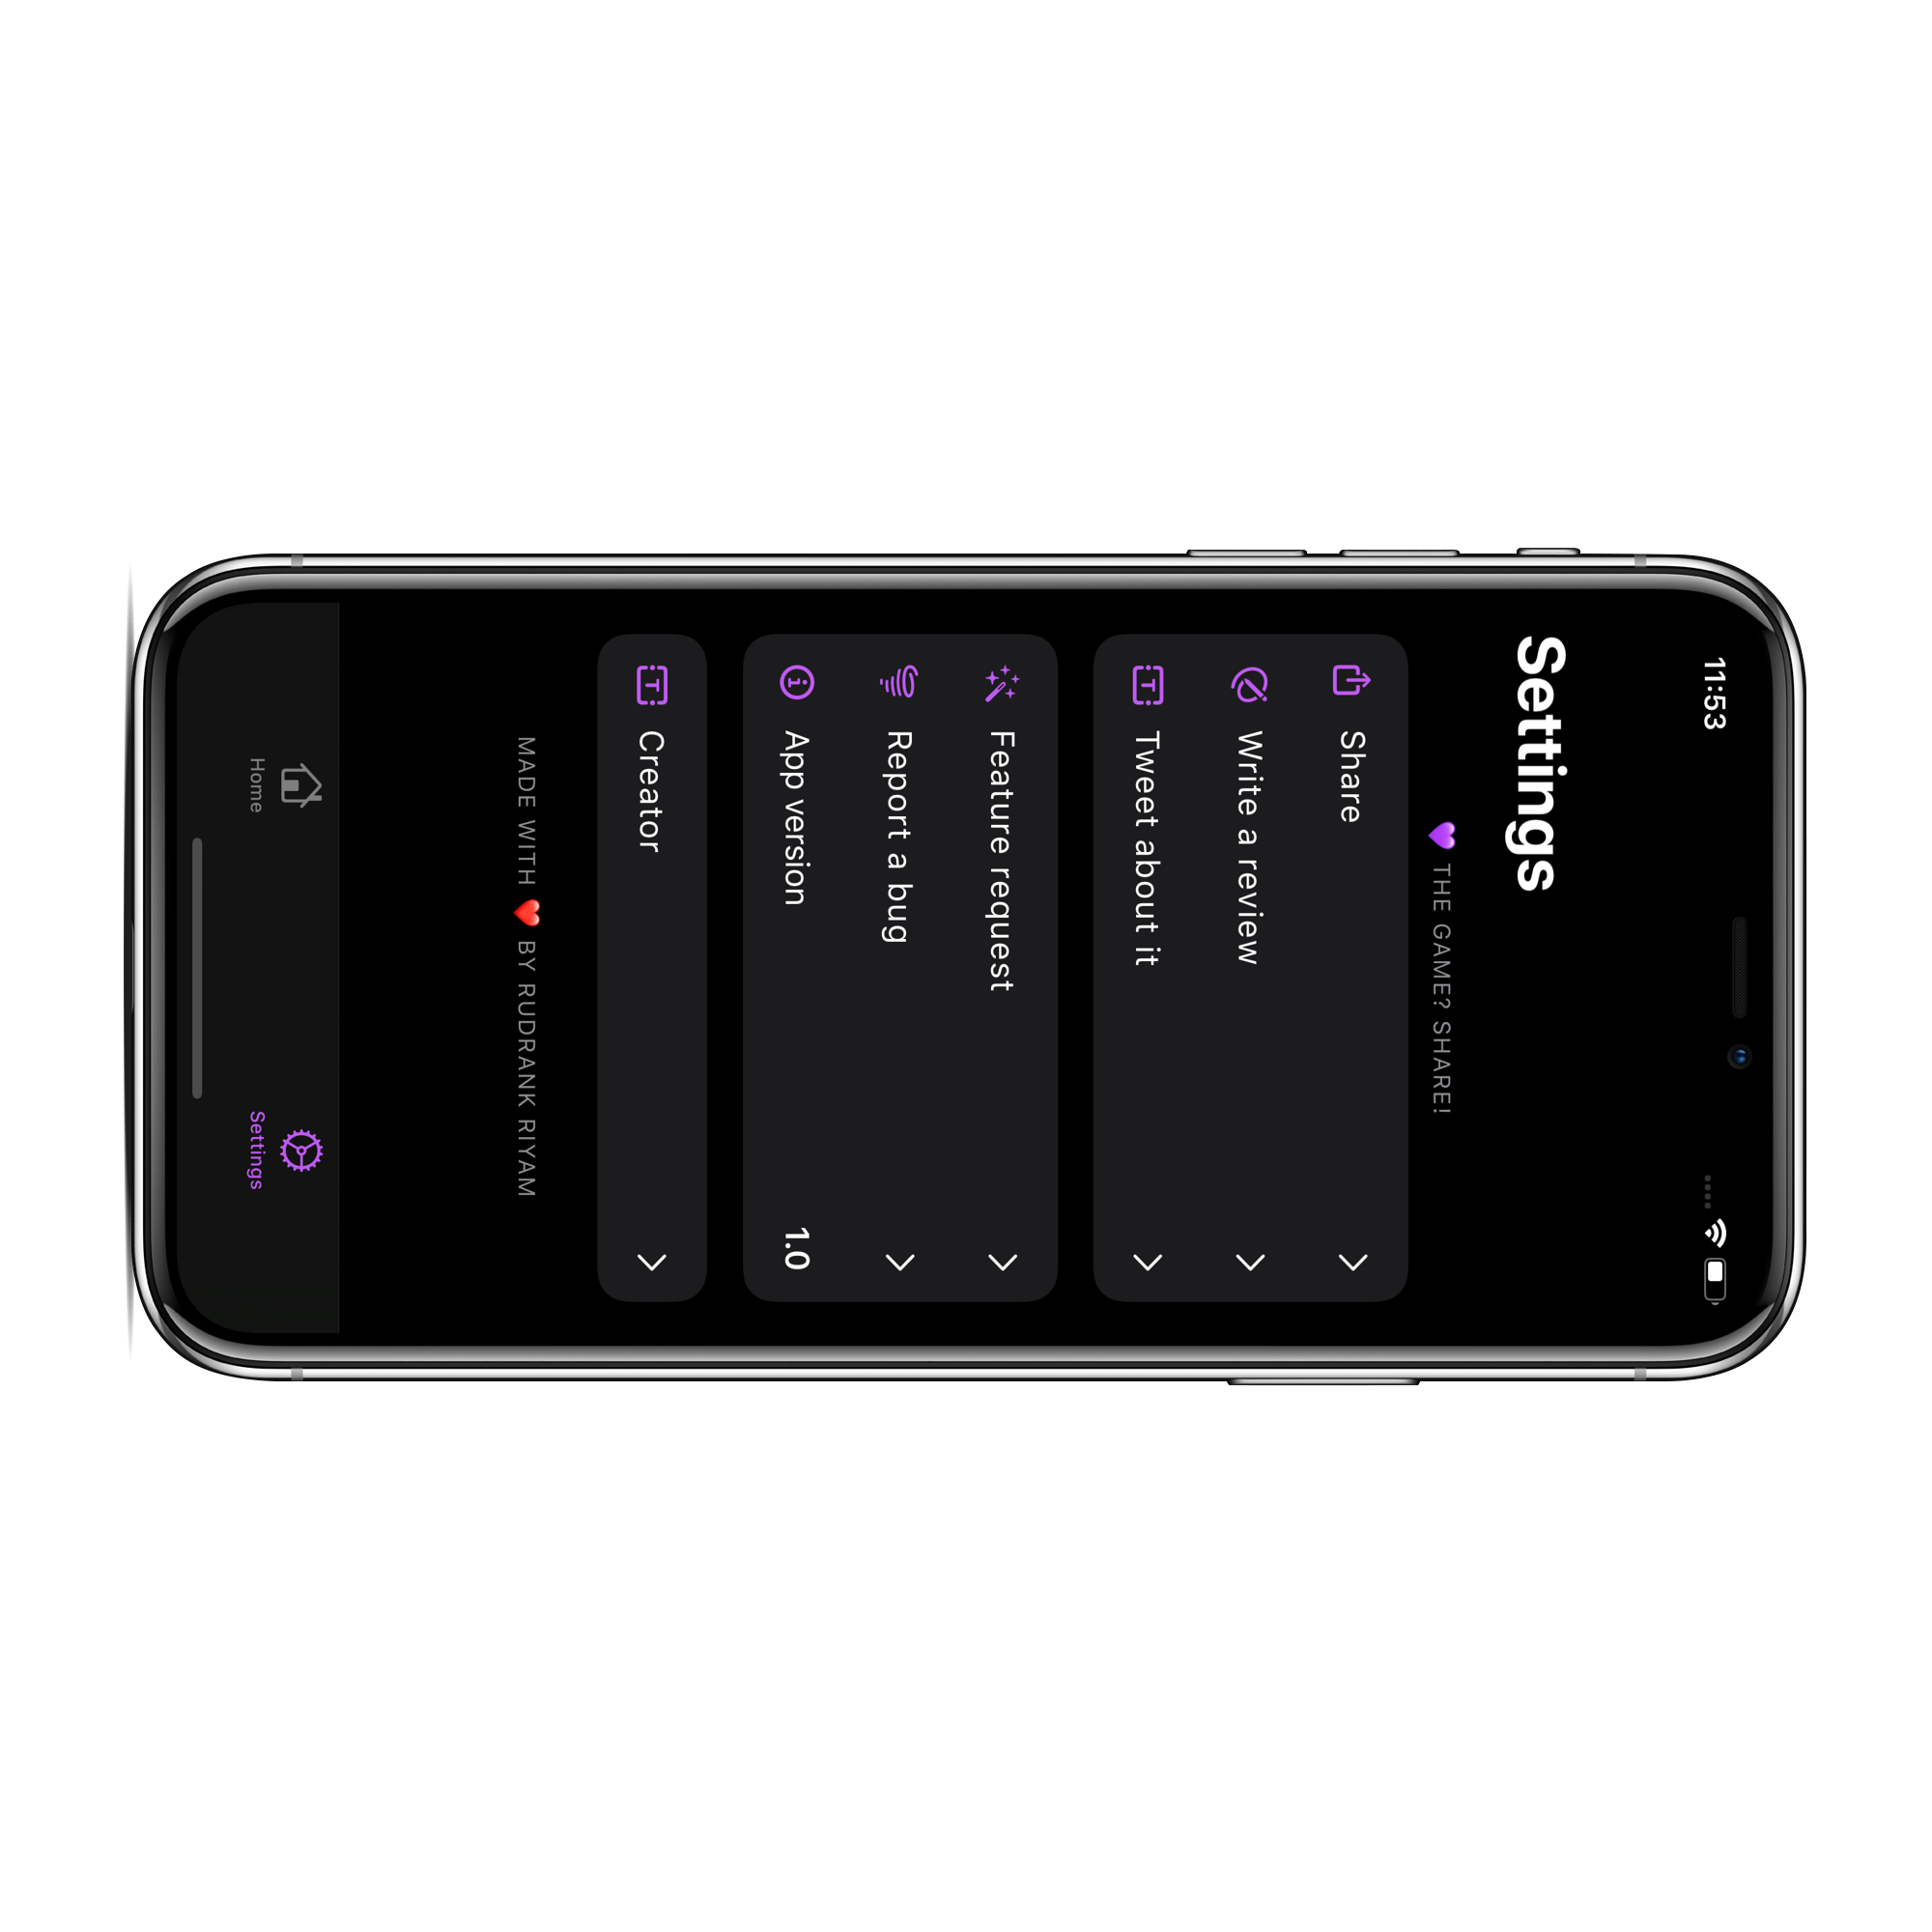 11:53
Settings
💜 THE GAME? SHARE!
Share
Write a review
Tweet about it
Feature request
Report a bug
App version 1.0
Creator
MADE WITH ❤️ BY RUDRANK RIYAM
Home Settings